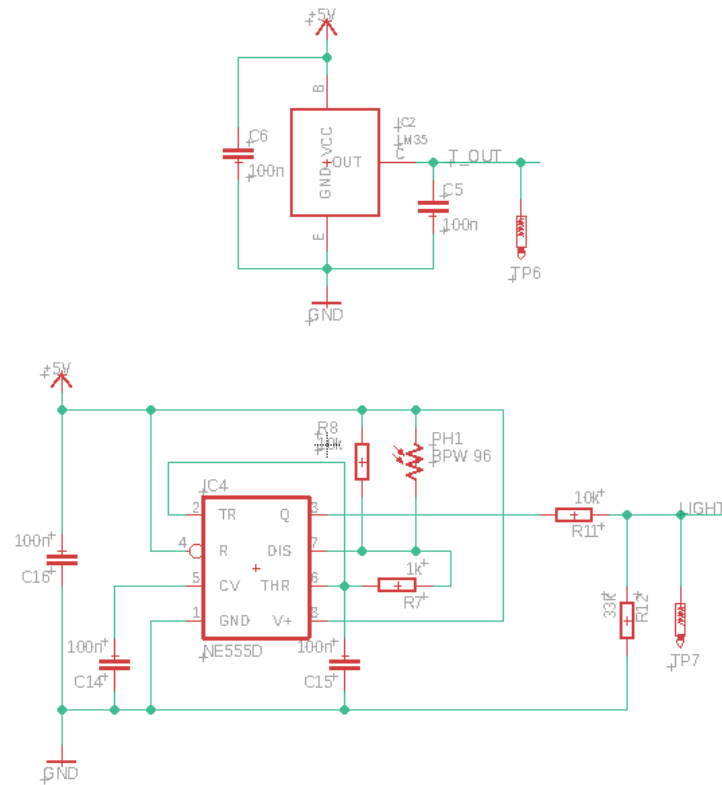 +5V
B
C6
100n
IC2
LM35
VCC
GND
OUT
C
T_OUT
C5
100n
E
TP6
GND
+5V
R8
10k
PH1
BPW 96
IC4
2
TR
Q
3
4
R
DIS
7
5
CV
THR
6
1
GND
V+
8
NE555D
100n
C16
100n
C14
100n
C15
1k
R7
10k
R11
LIGHT
33k
R12
TP7
GND